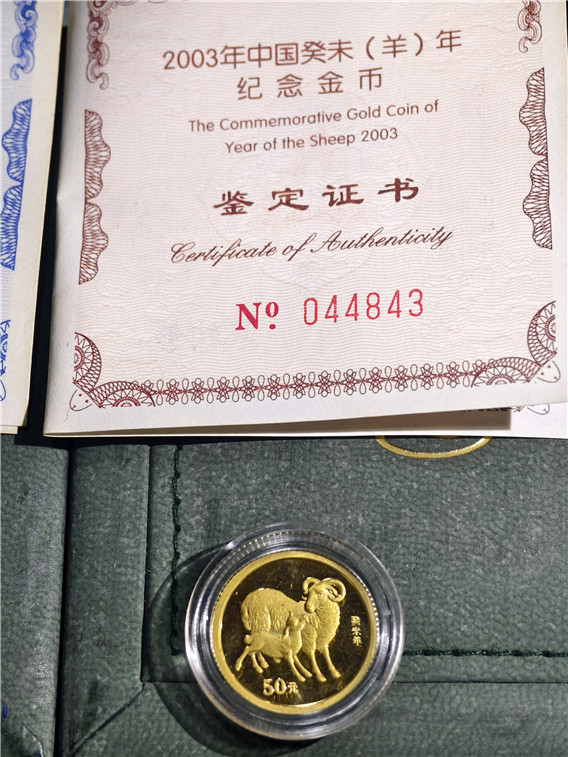 2003年中国癸未（羊）年
纪念金币
The Commemorative Gold Coin of
Year of the Sheep 2003
鉴定证书
Certificate of Authenticity
Nº. 044843
癸未年
50元